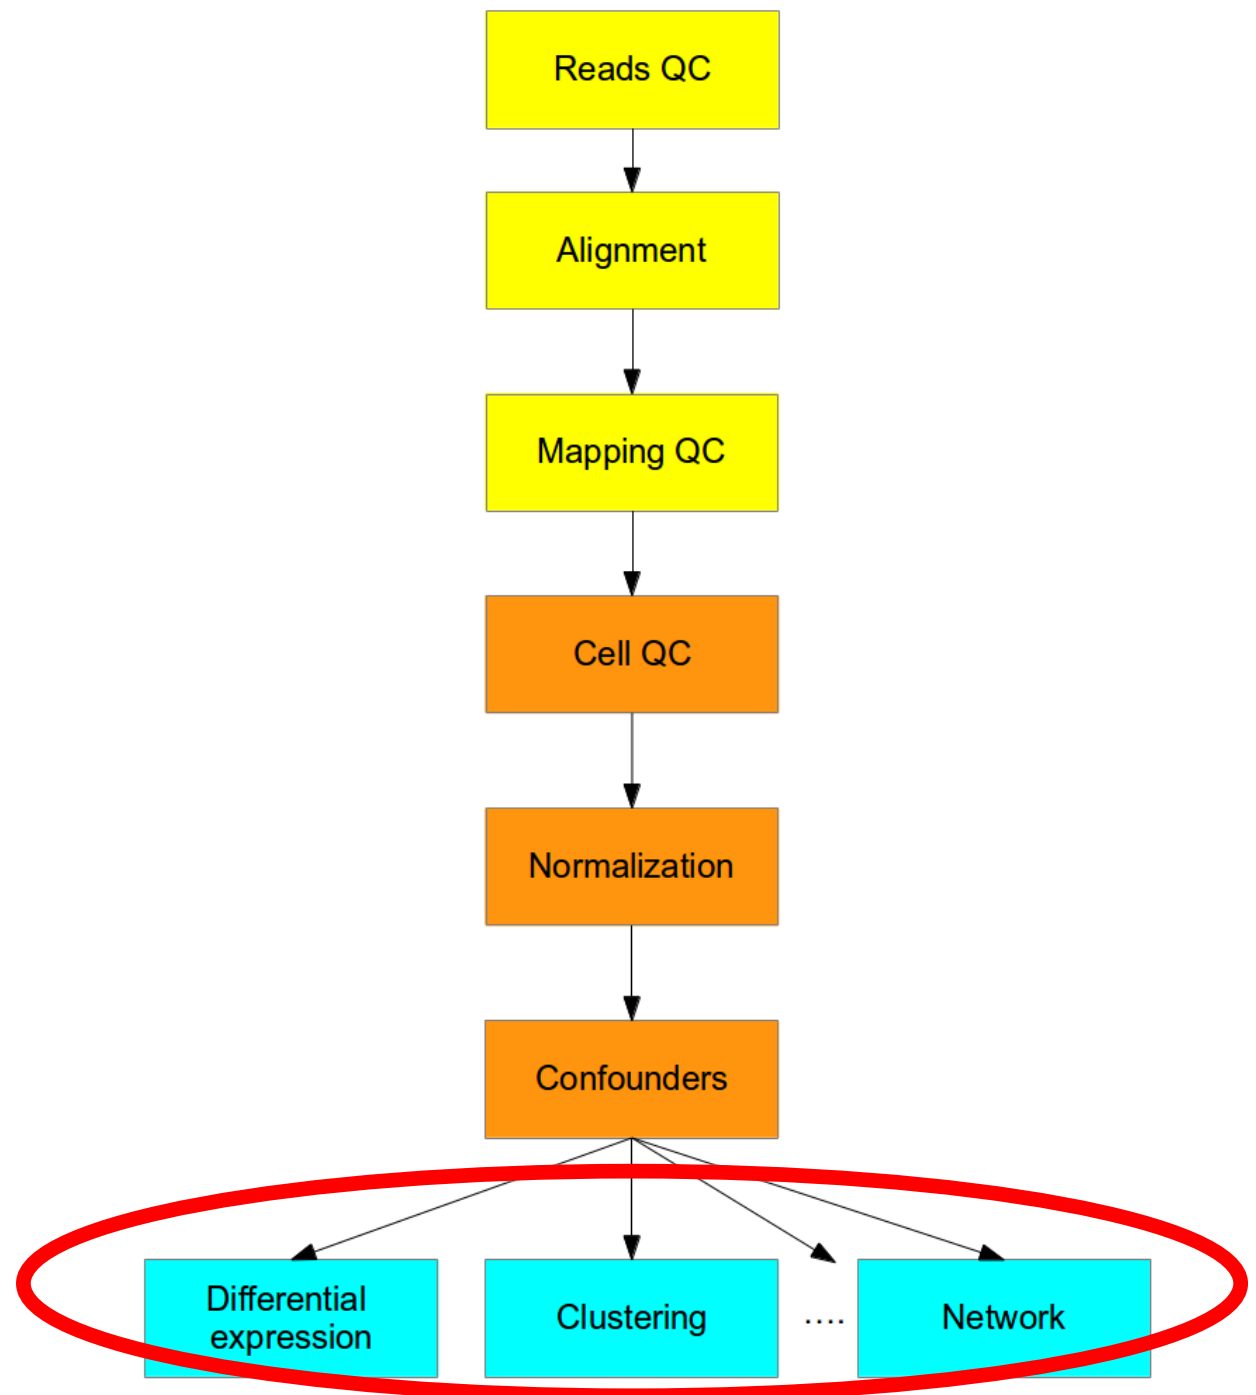 Reads QC
Alignment
Mapping QC
Cell QC
Normalization
Confounders
Differential
expression
Clustering
....
Network